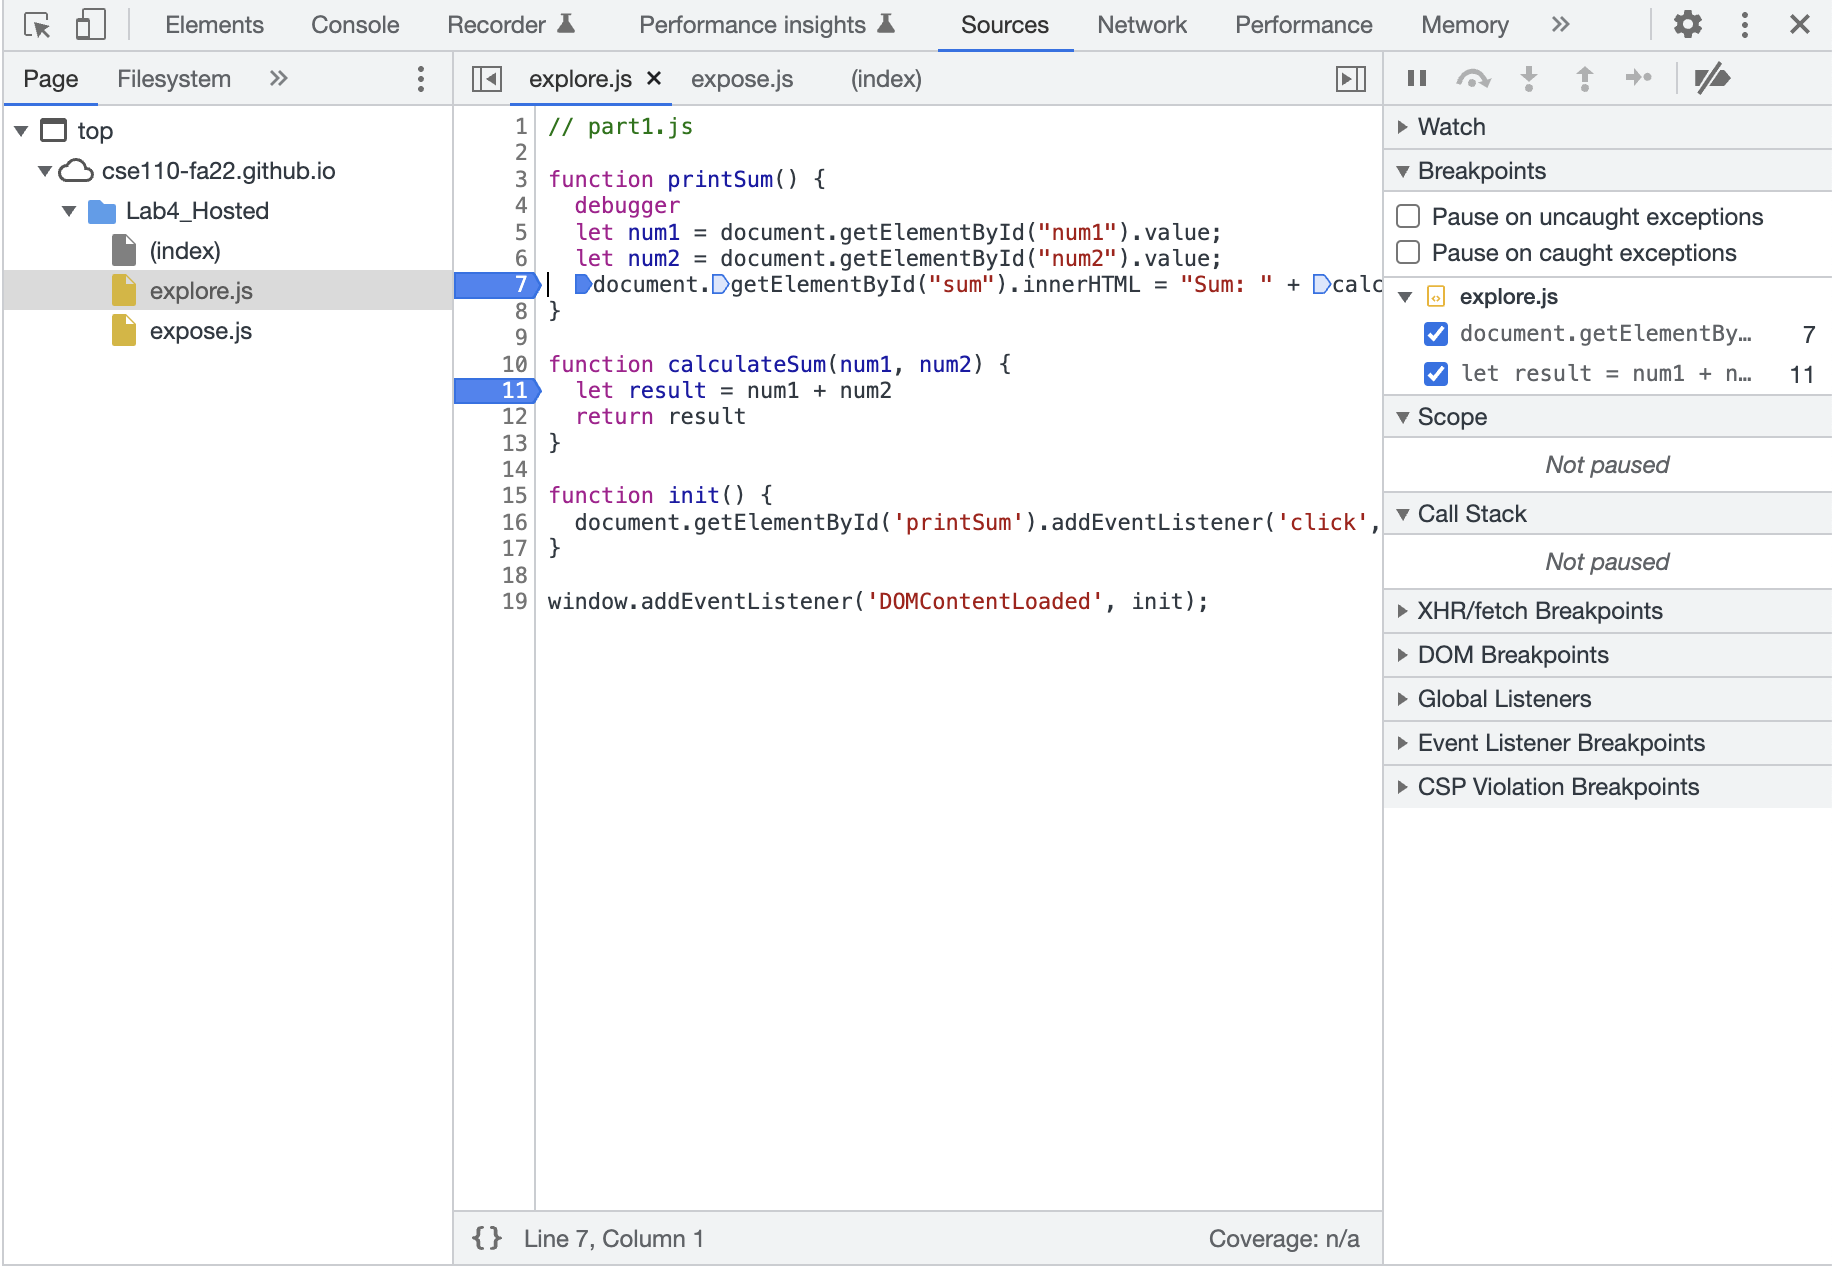 Elements Console Recorder Performance insights Sources Network Performance Memory »
Page Filesystem »
explore.js × expose.js (index)
top
cse110-fa22.github.io
Lab4_Hosted
(index)
explore.js
expose.js
1 // part1.js
2
3 function printSum() {
4 debugger
5 let num1 = document.getElementById("num1").value;
6 let num2 = document.getElementById("num2").value;
7 document.getElementById("sum").innerHTML = "Sum: " + calc
8 }
9
10 function calculateSum(num1, num2) {
11 let result = num1 + num2
12 return result
13 }
14
15 function init() {
16 document.getElementById('printSum').addEventListener('click',
17 }
18
19 window.addEventListener('DOMContentLoaded', init);
{} Line 7, Column 1 Coverage: n/a
Watch
Breakpoints
Pause on uncaught exceptions
Pause on caught exceptions
explore.js
document.getElementBy… 7
let result = num1 + n… 11
Scope
Not paused
Call Stack
Not paused
XHR/fetch Breakpoints
DOM Breakpoints
Global Listeners
Event Listener Breakpoints
CSP Violation Breakpoints